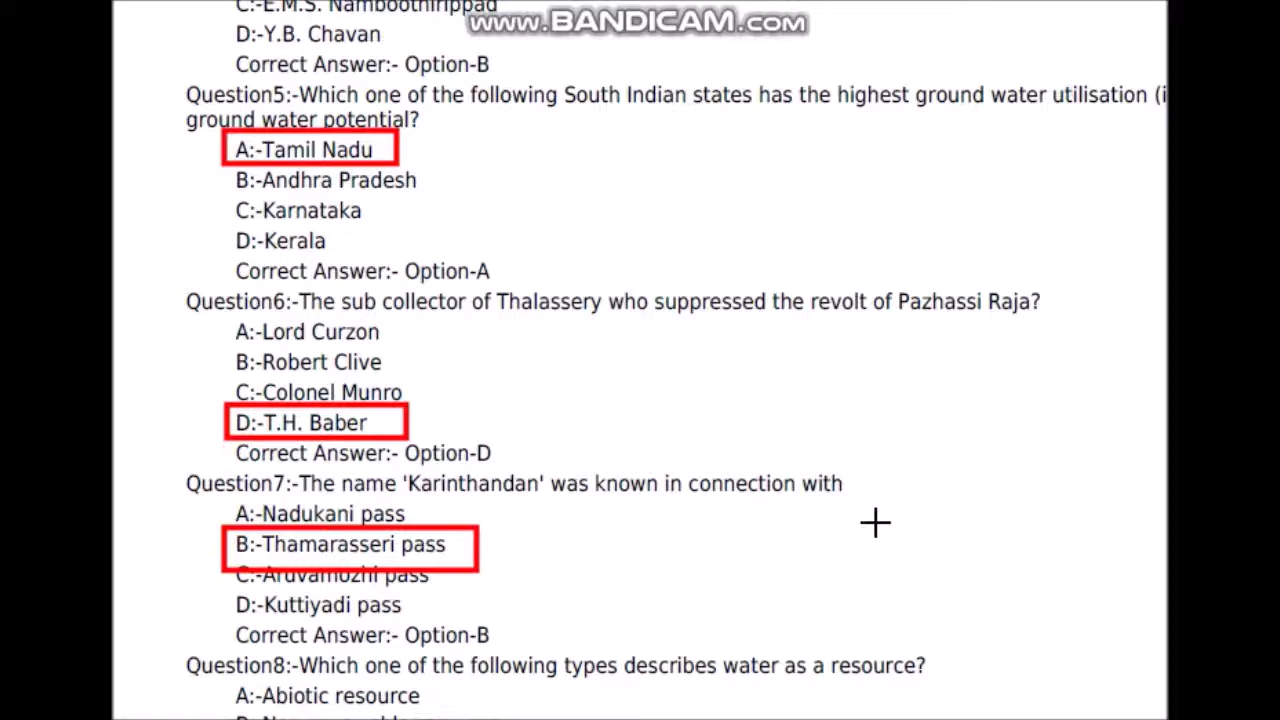 C:-E.M.S. Namboothirippad
www.BANDICAM.com
D:-Y.B. Chavan
Correct Answer:- Option-B
Question5:-Which one of the following South Indian states has the highest ground water utilisation (i
ground water potential?
A:-Tamil Nadu
B:-Andhra Pradesh
C:-Karnataka
D:-Kerala
Correct Answer:- Option-A
Question6:-The sub collector of Thalassery who suppressed the revolt of Pazhassi Raja?
A:-Lord Curzon
B:-Robert Clive
C:-Colonel Munro
D:-T.H. Baber
Correct Answer:- Option-D
Question7:-The name 'Karinthandan' was known in connection with
A:-Nadukani pass
B:-Thamarasseri pass
C:-Aruvamozhi pass
D:-Kuttiyadi pass
Correct Answer:- Option-B
Question8:-Which one of the following types describes water as a resource?
A:-Abiotic resource